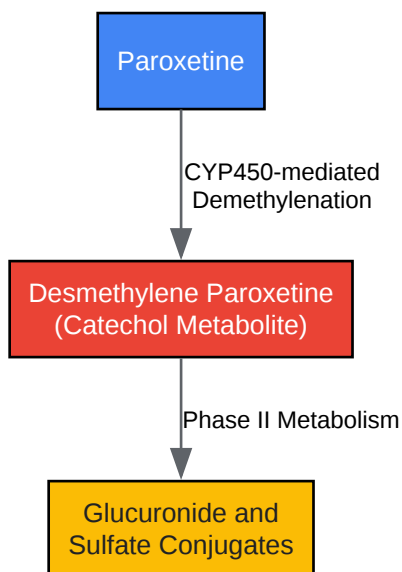 Paroxetine
CYP450-mediated
Demethylenation
Desmethylene Paroxetine
(Catechol Metabolite)
Phase II Metabolism
Glucuronide and
Sulfate Conjugates